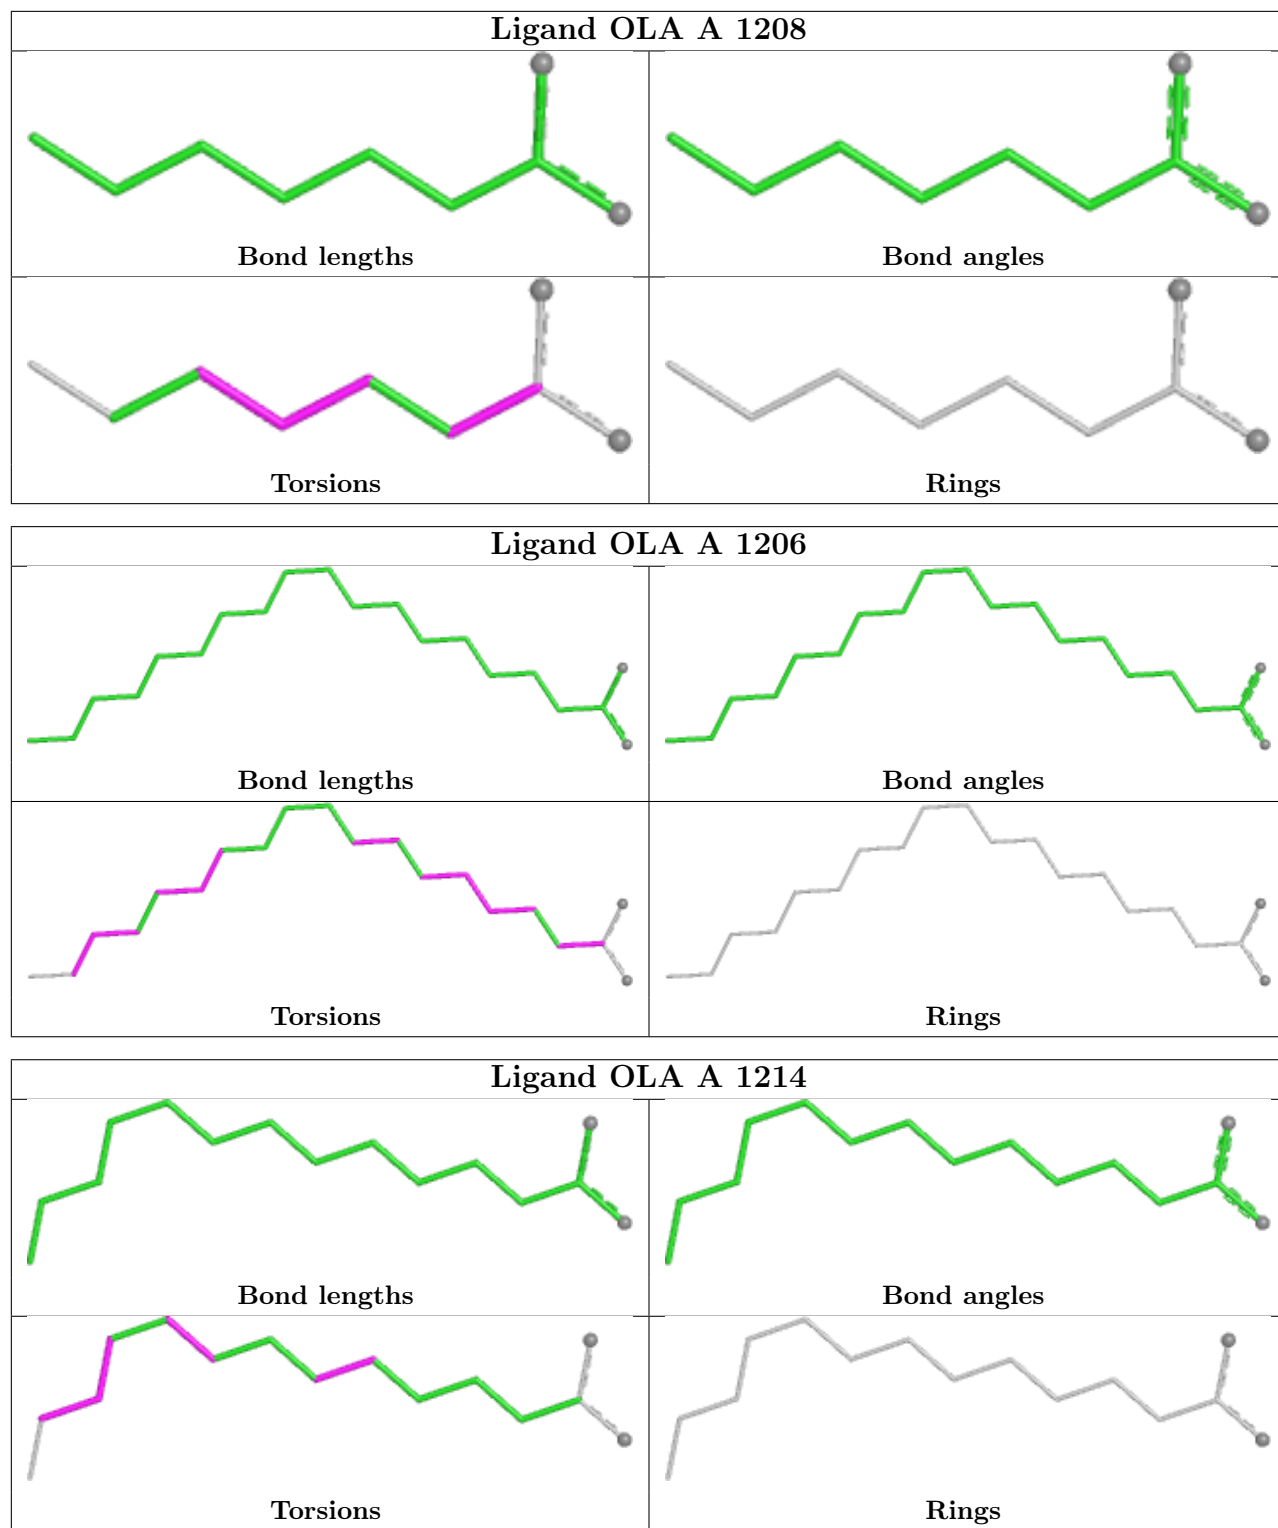 Ligand OLA A 1208
Bond lengths
Bond angles
Torsions
Rings
Ligand OLA A 1206
Bond lengths
Bond angles
Torsions
Rings
Ligand OLA A 1214
Bond lengths
Bond angles
Torsions
Rings